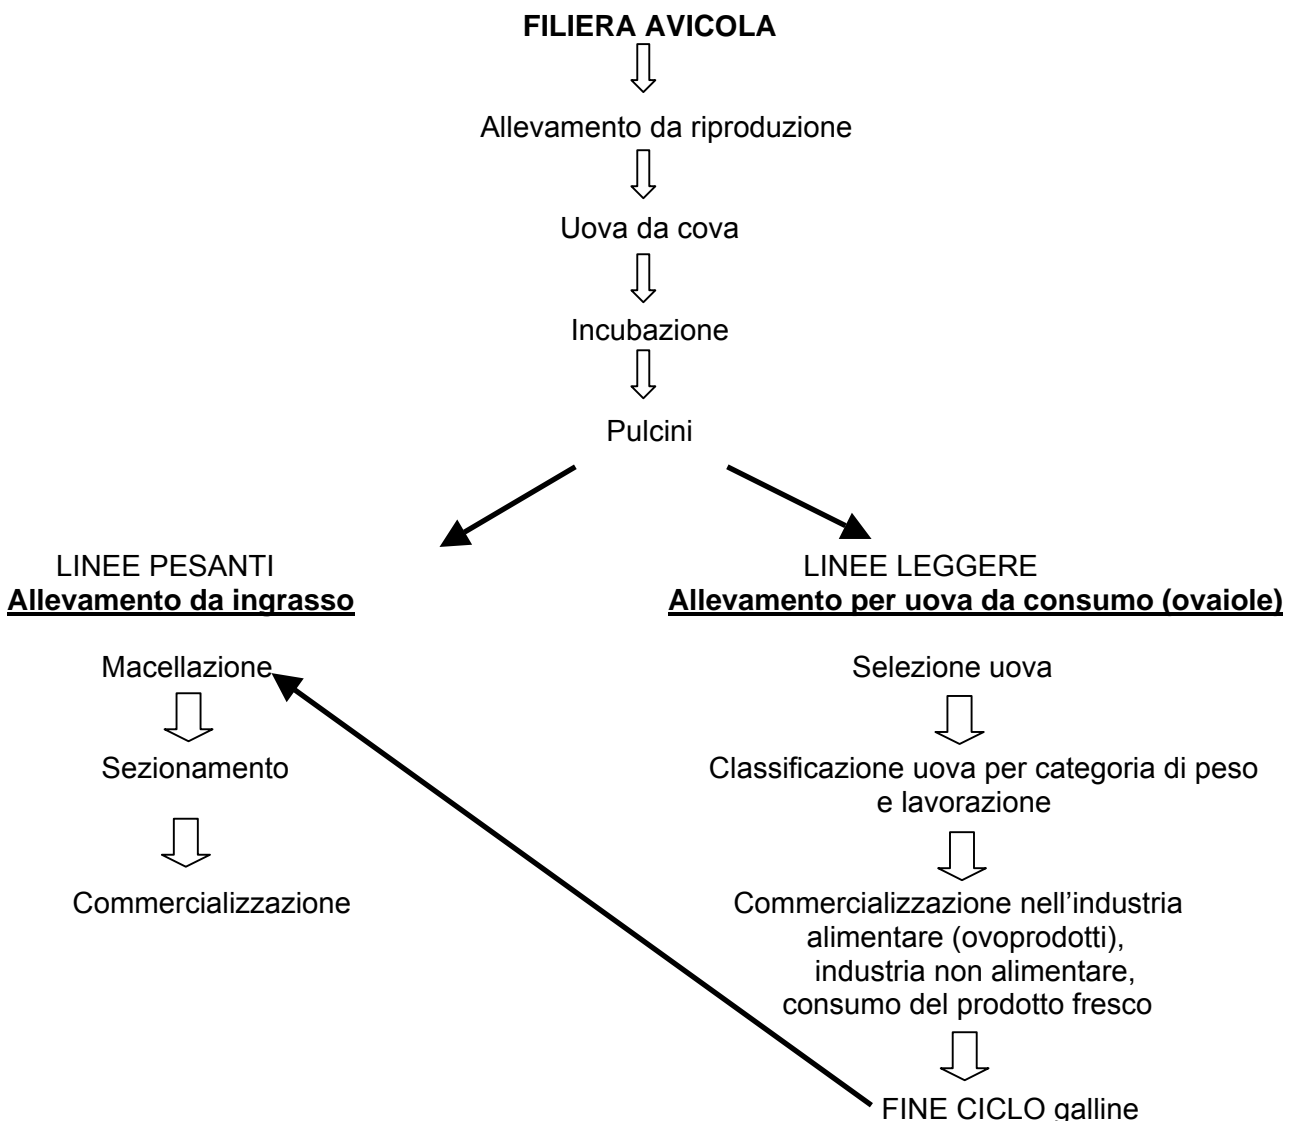 FILIERA AVICOLA
Allevamento da riproduzione
Uova da cova
Incubazione
Pulcini
LINEE PESANTI
Allevamento da ingrasso
Macellazione
Sezionamento
Commercializzazione
LINEE LEGGERE
Allevamento per uova da consumo (ovaiole)
Selezione uova
Classificazione uova per categoria di peso
e lavorazione
Commercializzazione nell’industria
alimentare (ovoprodotti),
industria non alimentare,
consumo del prodotto fresco
FINE CICLO galline